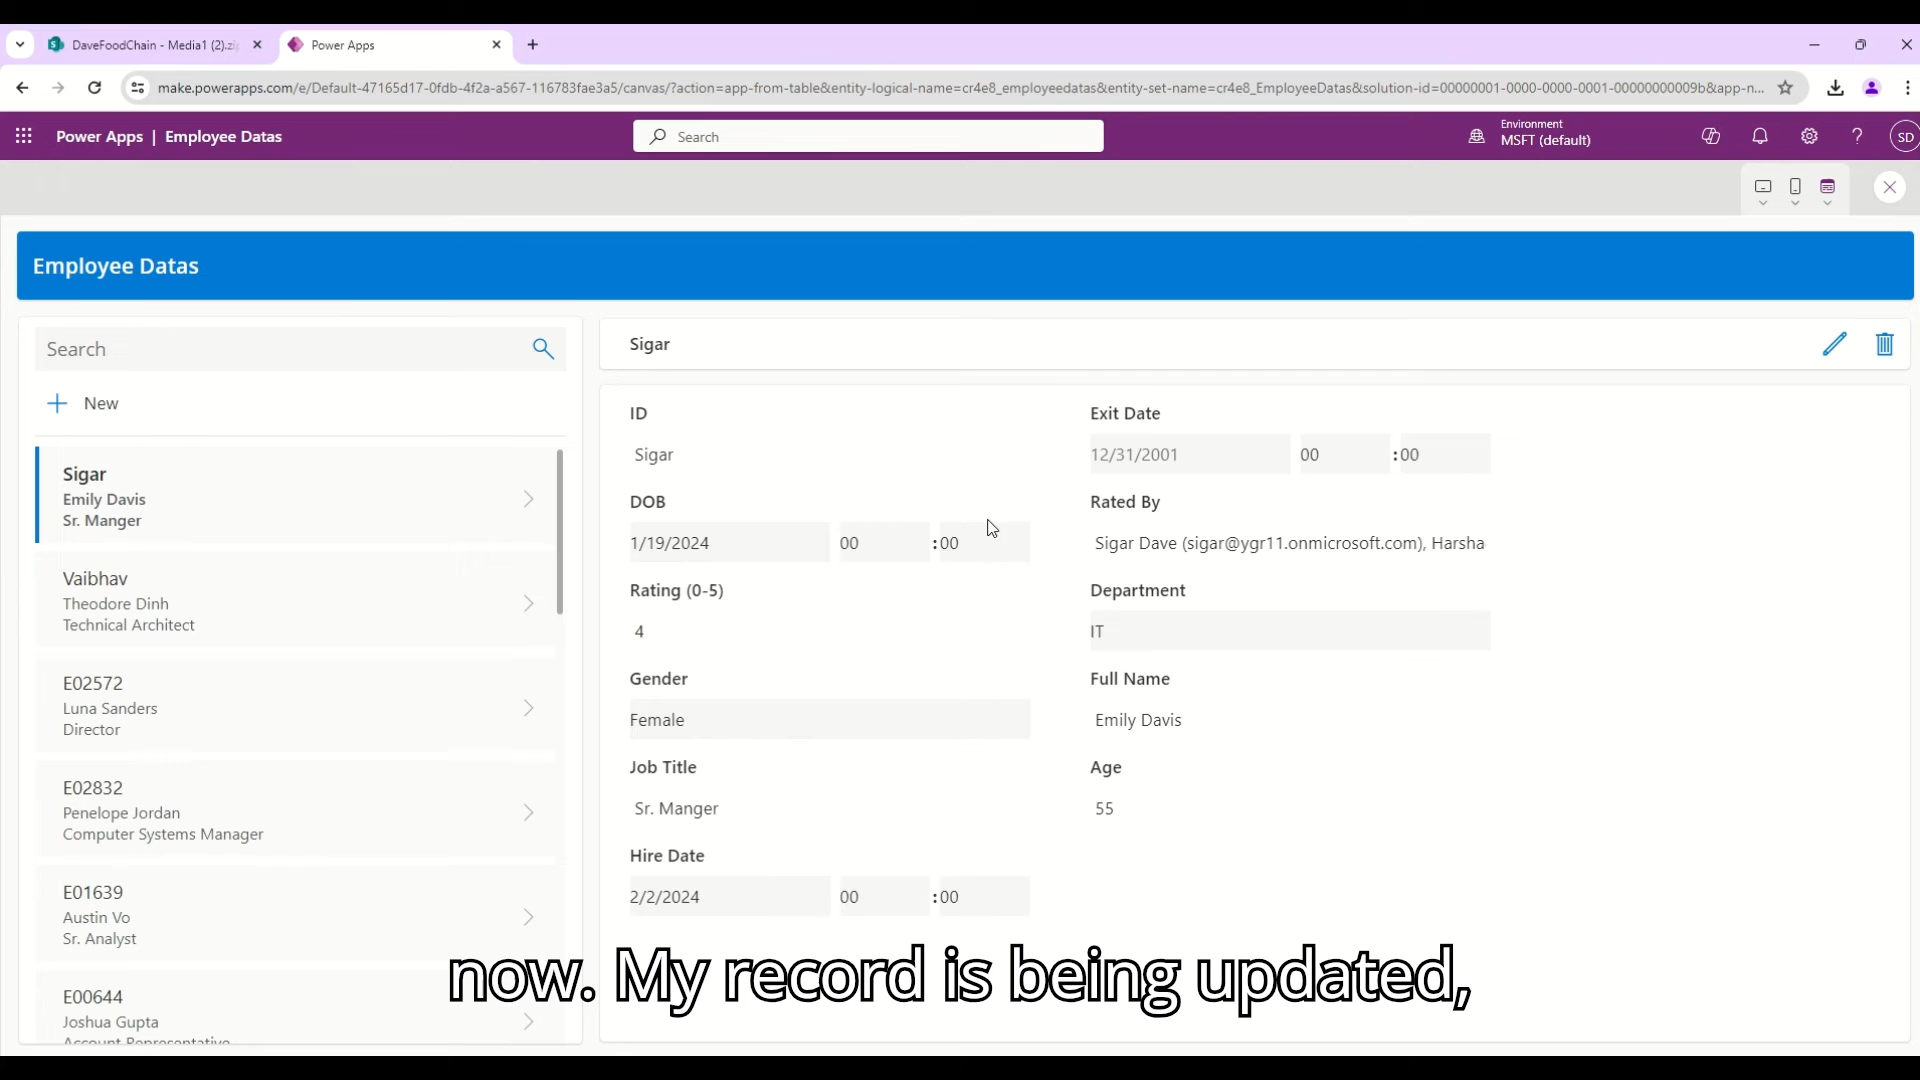 DaveFoodChain - Media1 (2).zi
Power Apps
make.powerapps.com/e/Default-47165d17-0fdb-4f2a-a567-116783fae3a5/canvas/?action=app-from-table&entity-logical-name=cr4e8_employeedatas&entity-set-name=cr4e8_EmployeeDatas&solution-id=00000001-0000-0000-0001-00000000009b&app-n...
Power Apps | Employee Datas
Search
Environment
MSFT (default)
SD
Employee Datas
Search
New
Sigar
Emily Davis
Sr. Manger
Vaibhav
Theodore Dinh
Technical Architect
E02572
Luna Sanders
Director
E02832
Penelope Jordan
Computer Systems Manager
E01639
Austin Vo
Sr. Analyst
E00644
Joshua Gupta
Account Representative
Sigar
ID
Sigar
DOB
1/19/2024 00 :00
Rating (0-5)
4
Gender
Female
Job Title
Sr. Manger
Hire Date
2/2/2024 00 :00
Exit Date
12/31/2001 00 :00
Rated By
Sigar Dave (sigar@ygr11.onmicrosoft.com), Harsha
Department
IT
Full Name
Emily Davis
Age
55
now. My record is being updated,